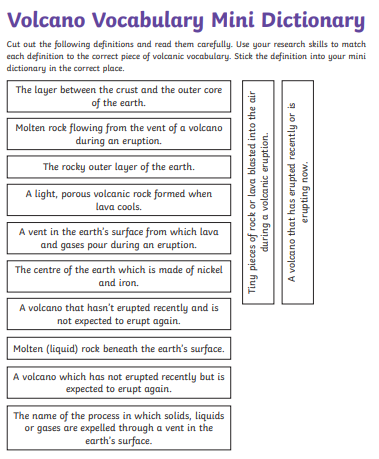 Volcano Vocabulary Mini Dictionary
Cut out the following definitions and read them carefully. Use your research skills to match
each definition to the correct piece of volcanic vocabulary. Stick the definition into your mini
dictionary in the correct place.
The layer between the crust and the outer core
of the earth.
Molten rock flowing from the vent of a volcano
during an eruption.
The rocky outer layer of the earth.
A light, porous volcanic rock formed when
lava cools.
A vent in the earth's surface from which lava
and gases pour during an eruption.
The centre of the earth which is made of nickel
and iron.
A volcano that hasn't erupted recently and is
not expected to erupt again.
Molten (liquid) rock beneath the earth's surface.
A volcano which has not erupted recently but is
expected to erupt again.
The name of the process in which solids, liquids
or gases are expelled through a vent in the
earth's surface.
Tiny pieces of rock or lava blasted into the air
during a volcanic eruption.
A volcano that has erupted recently or is
erupting now.